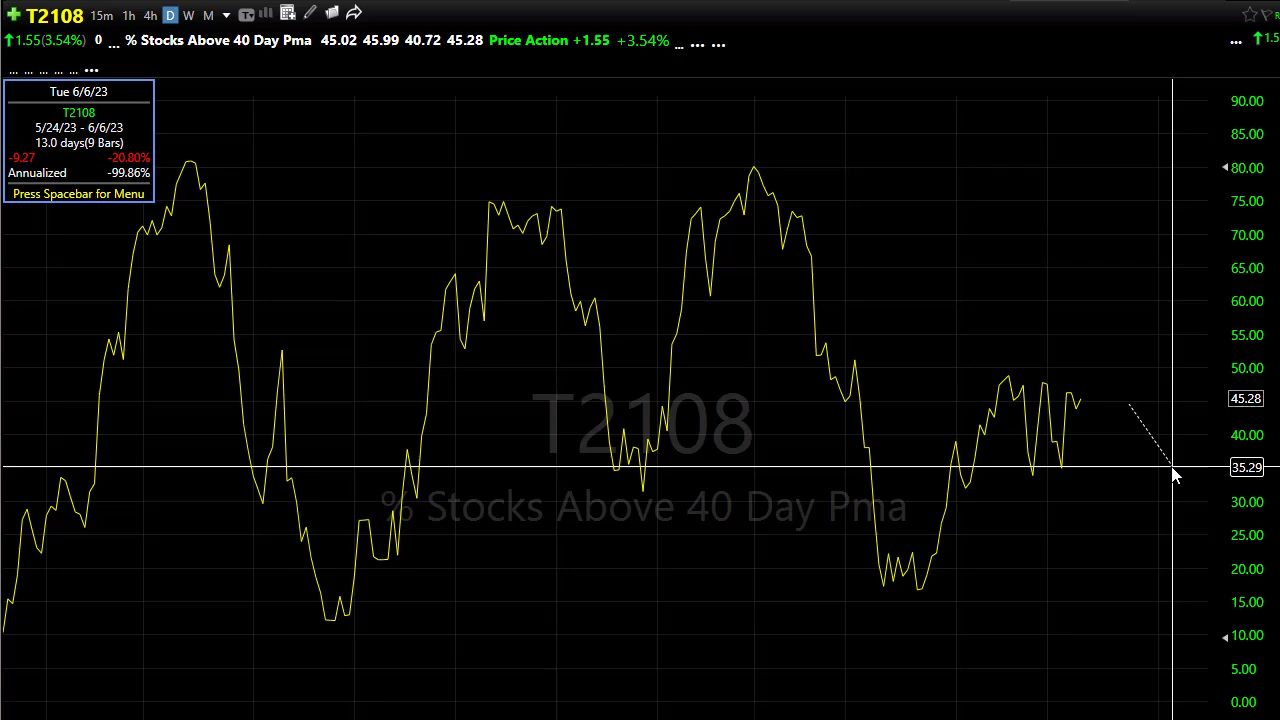 T2108 15m 1h 4h D W M
1.55(3.54%) 0 ... % Stocks Above 40 Day Pma 45.02 45.99 40.72 45.28 Price Action +1.55 +3.54% ... ... ... ... 1.5
... ... ... ... ... ...
Tue 6/6/23
T2108
5/24/23 - 6/6/23
13.0 days(9 Bars)
-9.27 -20.80%
Annualized -99.86%
Press Spacebar for Menu
90.00
85.00
80.00
75.00
70.00
65.00
60.00
55.00
50.00
45.28
40.00
35.29
30.00
25.00
20.00
15.00
10.00
5.00
0.00
T2108
% Stocks Above 40 Day Pma